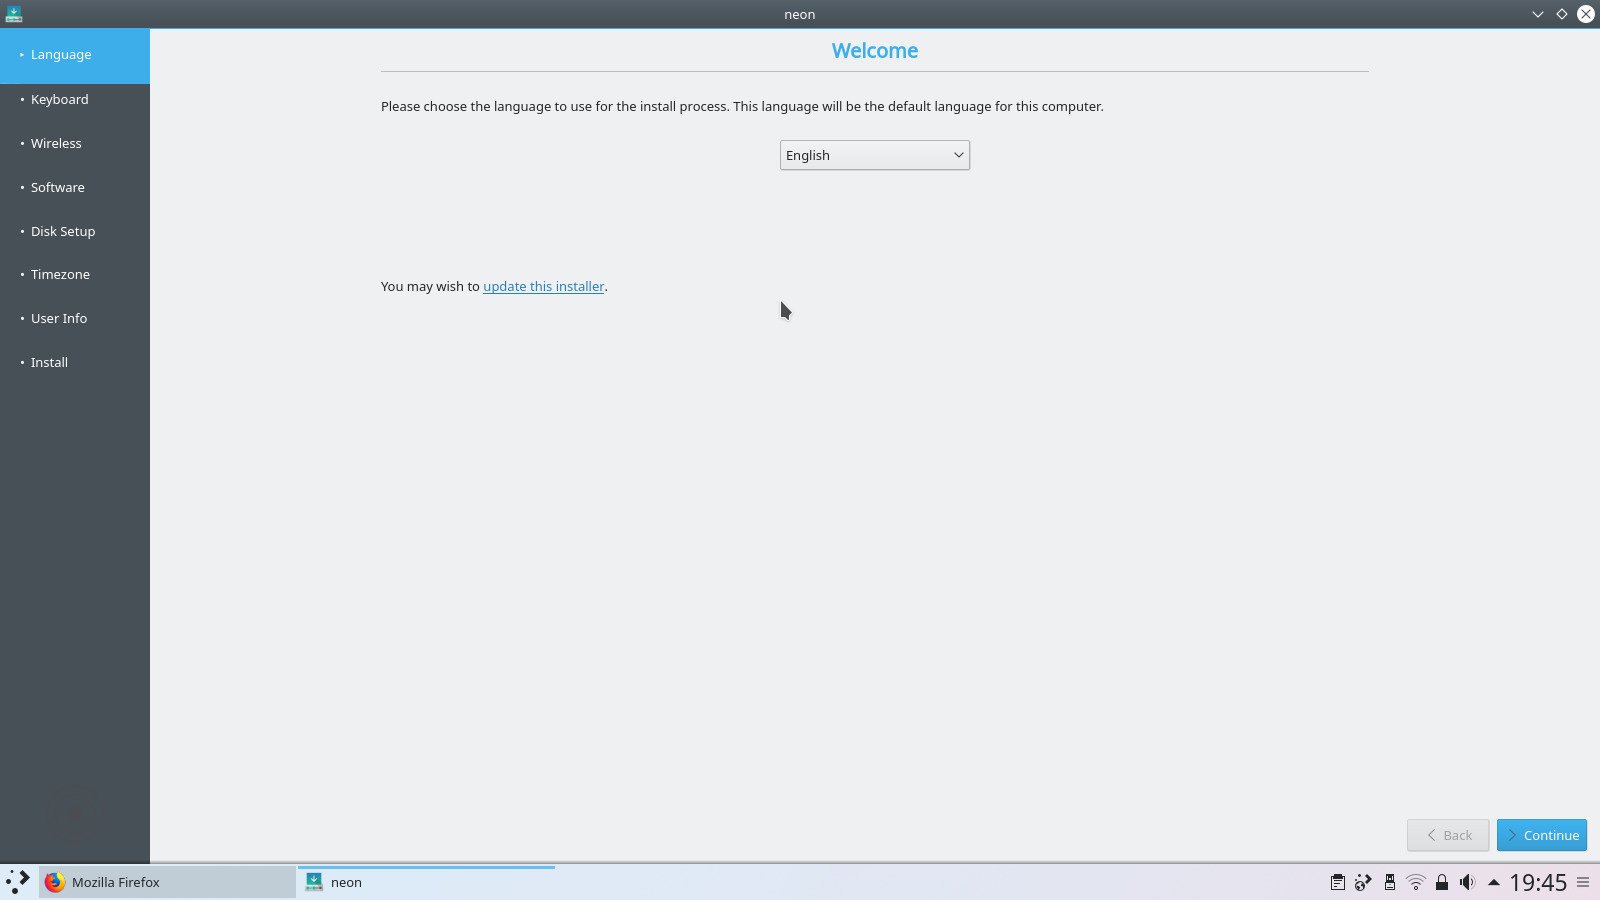 neon
Language
Keyboard
Wireless
Software
Disk Setup
Timezone
User Info
Install
Welcome
Please choose the language to use for the install process. This language will be the default language for this computer.
English
You may wish to update this installer.
Back
Continue
Mozilla Firefox
neon
19:45